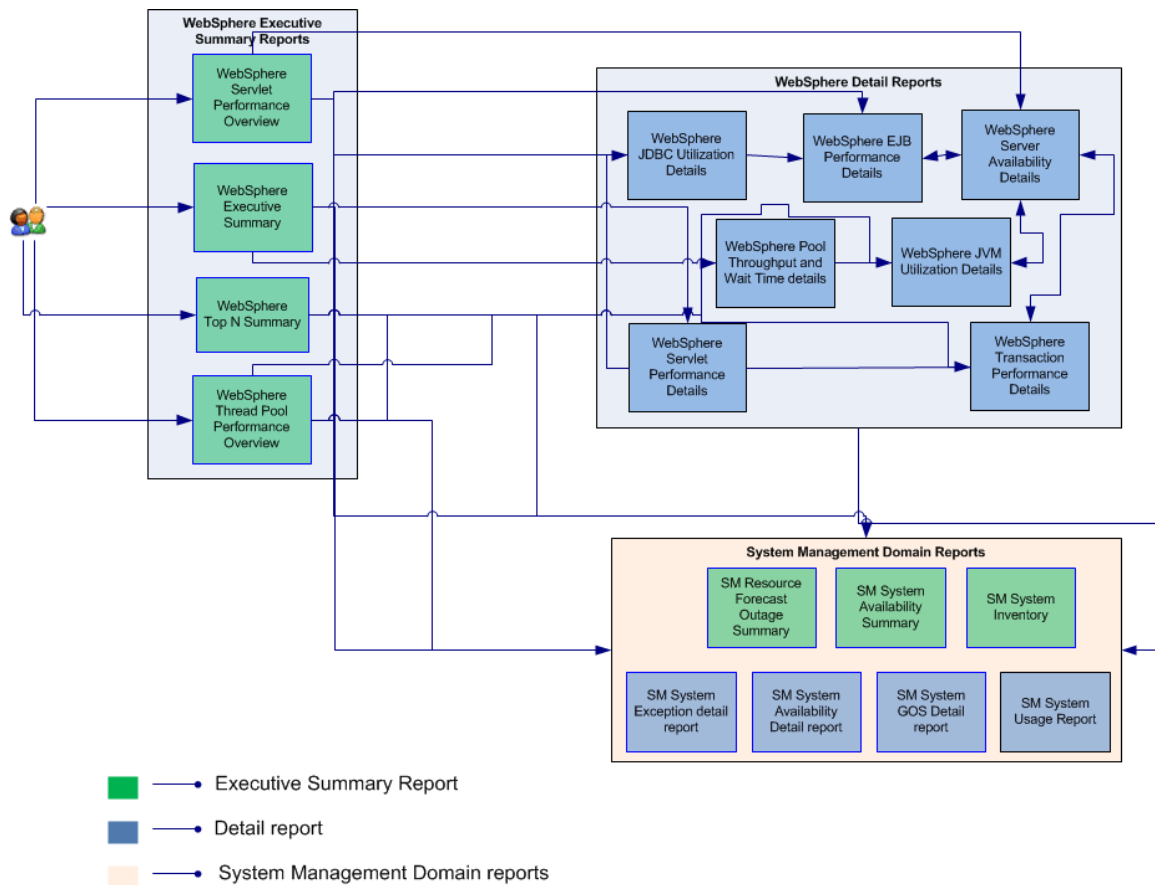 WebSphere Executive
Summary Reports
WebSphere
Servlet
Performance
Overview
WebSphere
Executive
Summary
WebSphere
Top N Summary
WebSphere
Thread Pool
Performance
Overview
WebSphere Detail Reports
WebSphere
JDBC Utilization
Details
WebSphere EJB
Performance
Details
WebSphere
Server
Availability
Details
WebSphere Pool
Throughput and
Wait Time details
WebSphere JVM
Utilization Details
WebSphere
Servlet
Performance
Details
WebSphere
Transaction
Performance
Details
System Management Domain Reports
SM Resource
Forecast
Outage
Summary
SM System
Availability
Summary
SM System
Inventory
SM System
Exception detail
report
SM System
Availability
Detail report
SM System
GOS Detail
report
SM System
Usage Report
Executive Summary Report
Detail report
System Management Domain reports